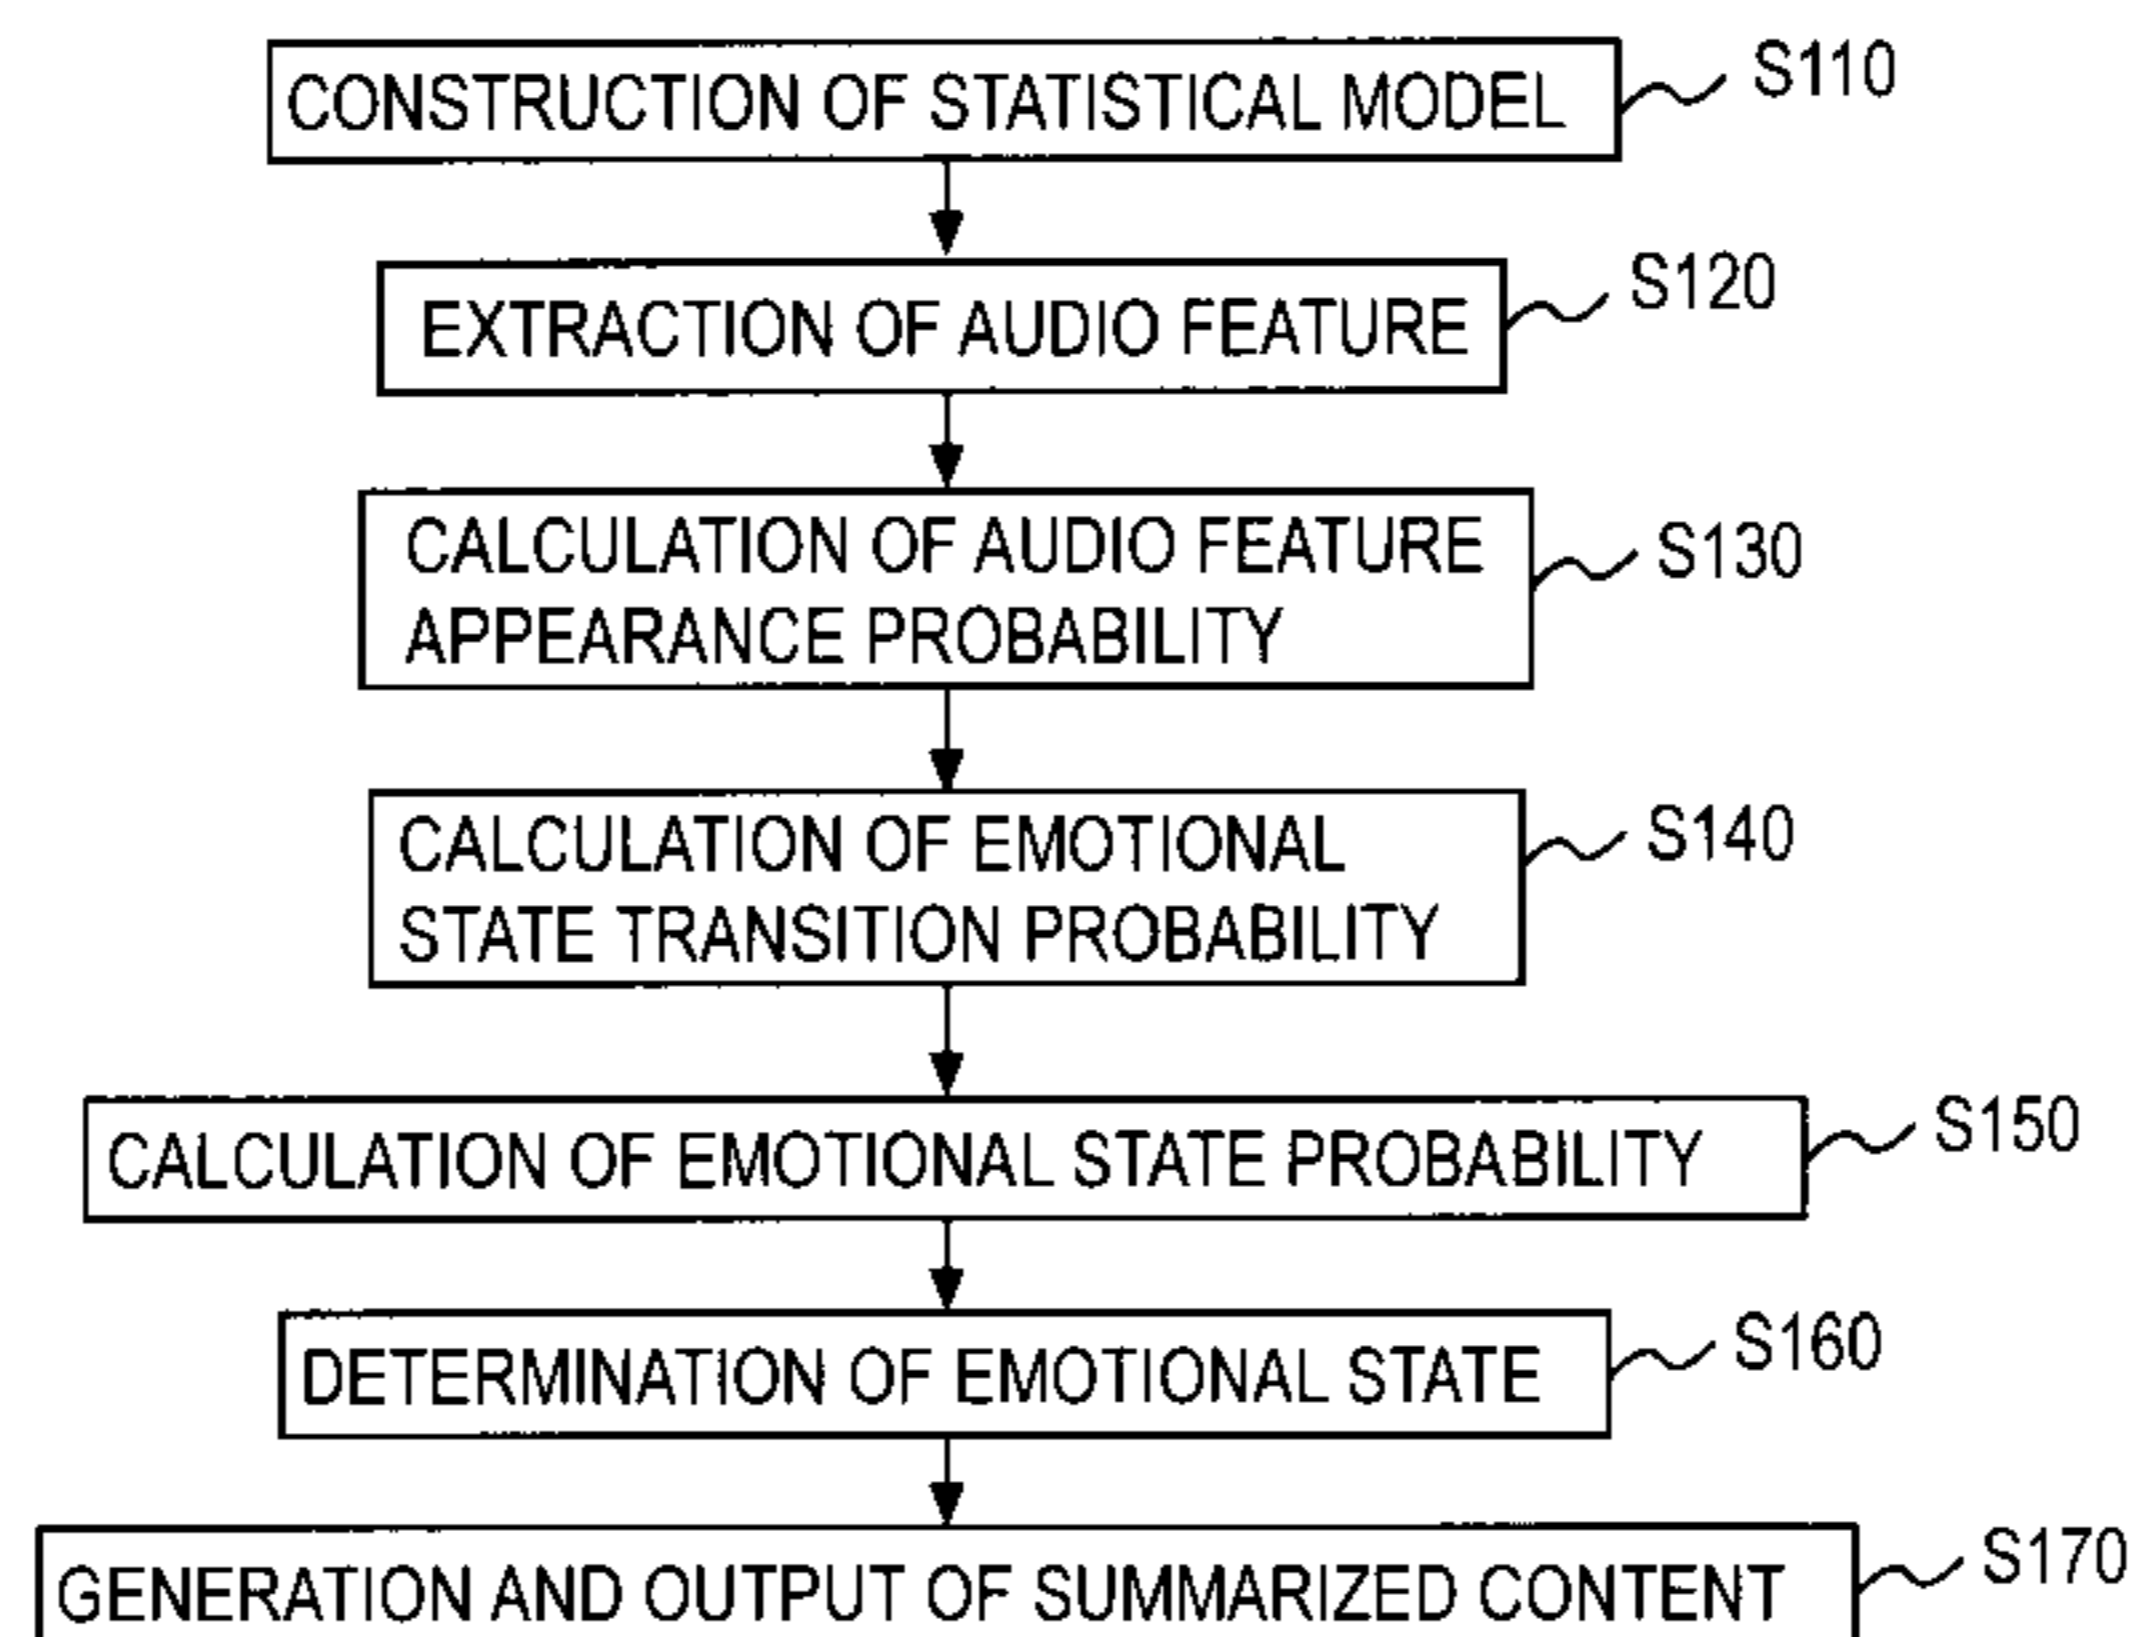 CONSTRUCTION OF STATISTICAL MODEL
S110
EXTRACTION OF AUDIO FEATURE
S120
CALCULATION OF AUDIO FEATURE
APPEARANCE PROBABILITY
S130
CALCULATION OF EMOTIONAL
STATE TRANSITION PROBABILITY
S140
CALCULATION OF EMOTIONAL STATE PROBABILITY
S150
DETERMINATION OF EMOTIONAL STATE
S160
GENERATION AND OUTPUT OF SUMMARIZED CONTENT
S170